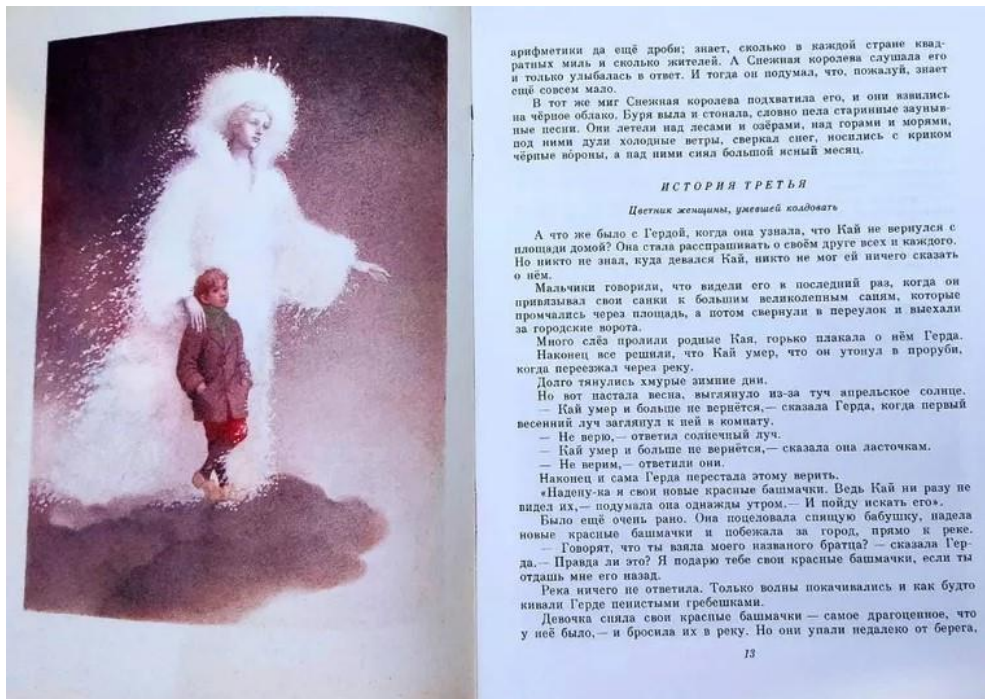 арифметики да ещё дроби; знает, сколько в каждой стране квад-
ратных миль и сколько жителей. А Снежная королева слушала его
и только улыбалась в ответ. И тогда он подумал, что, пожалуй, знает
ещё совсем мало.
В тот же миг Снежная королева подхватила его, и они взвились
на чёрное облако. Буря выла и стонала, словно пела старинные зауныв-
ные песни. Они летели над лесами и озёрами, над горами и морями,
под ними дули холодные ветры, сверкал снег, носились с криком
чёрные во́роны, а над ними сиял большой ясный месяц.
ИСТОРИЯ ТРЕТЬЯ
Цветник женщины, умевшей колдовать
А что же было с Гердой, когда она узнала, что Кай не вернулся с
площади домой? Она стала расспрашивать о своём друге всех и каждого.
Но никто не знал, куда девался Кай, никто не мог ей ничего сказать
о нём.
Мальчики говорили, что видели его в последний раз, когда он
привязывал свои санки к большим великолепным саням, которые
промчались через площадь, а потом свернули в переулок и выехали
за городские ворота.
Много слёз пролили родные Кая, горько плакала о нём Герда.
Наконец все решили, что Кай умер, что он утонул в проруби,
когда переезжал через реку.
Долго тянулись хмурые зимние дни.
Но вот настала весна, выглянуло из-за туч апрельское солнце.
— Кай умер и больше не вернётся,— сказала Герда, когда первый
весенний луч заглянул к ней в комнату.
— Не верю,— ответил солнечный луч.
— Кай умер и больше не вернётся,— сказала она ласточкам.
— Не верим,— ответили они.
Наконец и сама Герда перестала этому верить.
«Надену-ка я свои новые красные башмачки. Ведь Кай ни разу не
видел их,— подумала она однажды утром.— И пойду искать его».
Было ещё очень рано. Она поцеловала спящую бабушку, надела
новые красные башмачки и побежала за город, прямо к реке.
— Говорят, что ты взяла моего названого братца? — сказала Гер-
да.— Правда ли это? Я подарю тебе свои красные башмачки, если ты
отдашь мне его назад.
Река ничего не ответила. Только волны покачивались и как будто
кивали Герде пенистыми гребешками.
Девочка сняла свои красные башмачки — самое драгоценное, что
у неё было,— и бросила их в реку. Но они упали недалеко от берега,
13